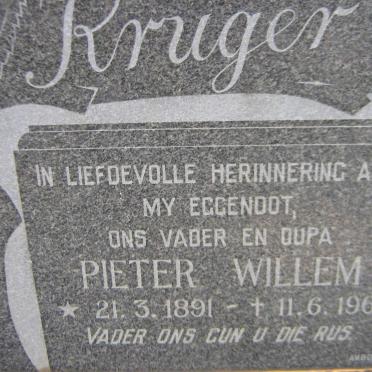 Kruger
IN LIEFDEVOLLE HERINNERING A
MY EGGENOOT,
ONS VADER EN OUPA
PIETER WILLEM
★ 21.3.1891 - † 11.6.196
VADER ONS GUN U DIE RUS.